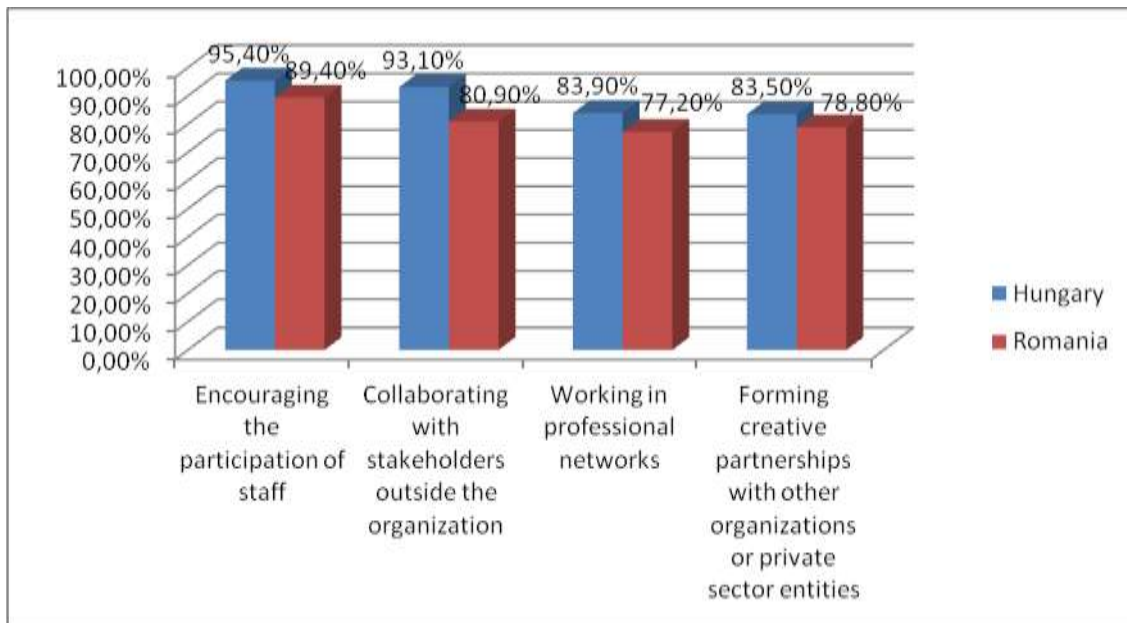 95,40%
89,40%
93,10%
80,90%
83,90%
77,20%
83,50%
78,80%
100,00%
90,00%
80,00%
70,00%
60,00%
50,00%
40,00%
30,00%
20,00%
10,00%
0,00%
Encouraging
the
participation of
staff
Collaborating
with
stakeholders
outside the
organization
Working in
professional
networks
Forming
creative
partnerships
with other
organizations
or private
sector entities
Hungary
Romania